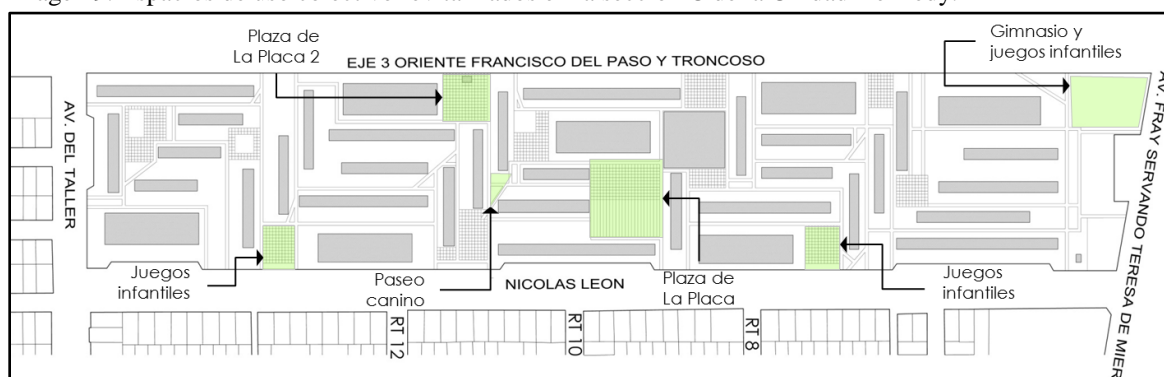 Plaza de
La Placa 2
EJE 3 ORIENTE FRANCISCO DEL PASO Y TRONCOSO
Gimnasio y
juegos infantiles
AV. DEL TALLER
AV. FRAY SERVANDO TERESA DE MIER
Juegos
infantiles
Paseo
canino
NICOLAS LEON
Plaza de
La Placa
Juegos
infantiles
RT 12
RT 10
RT 8